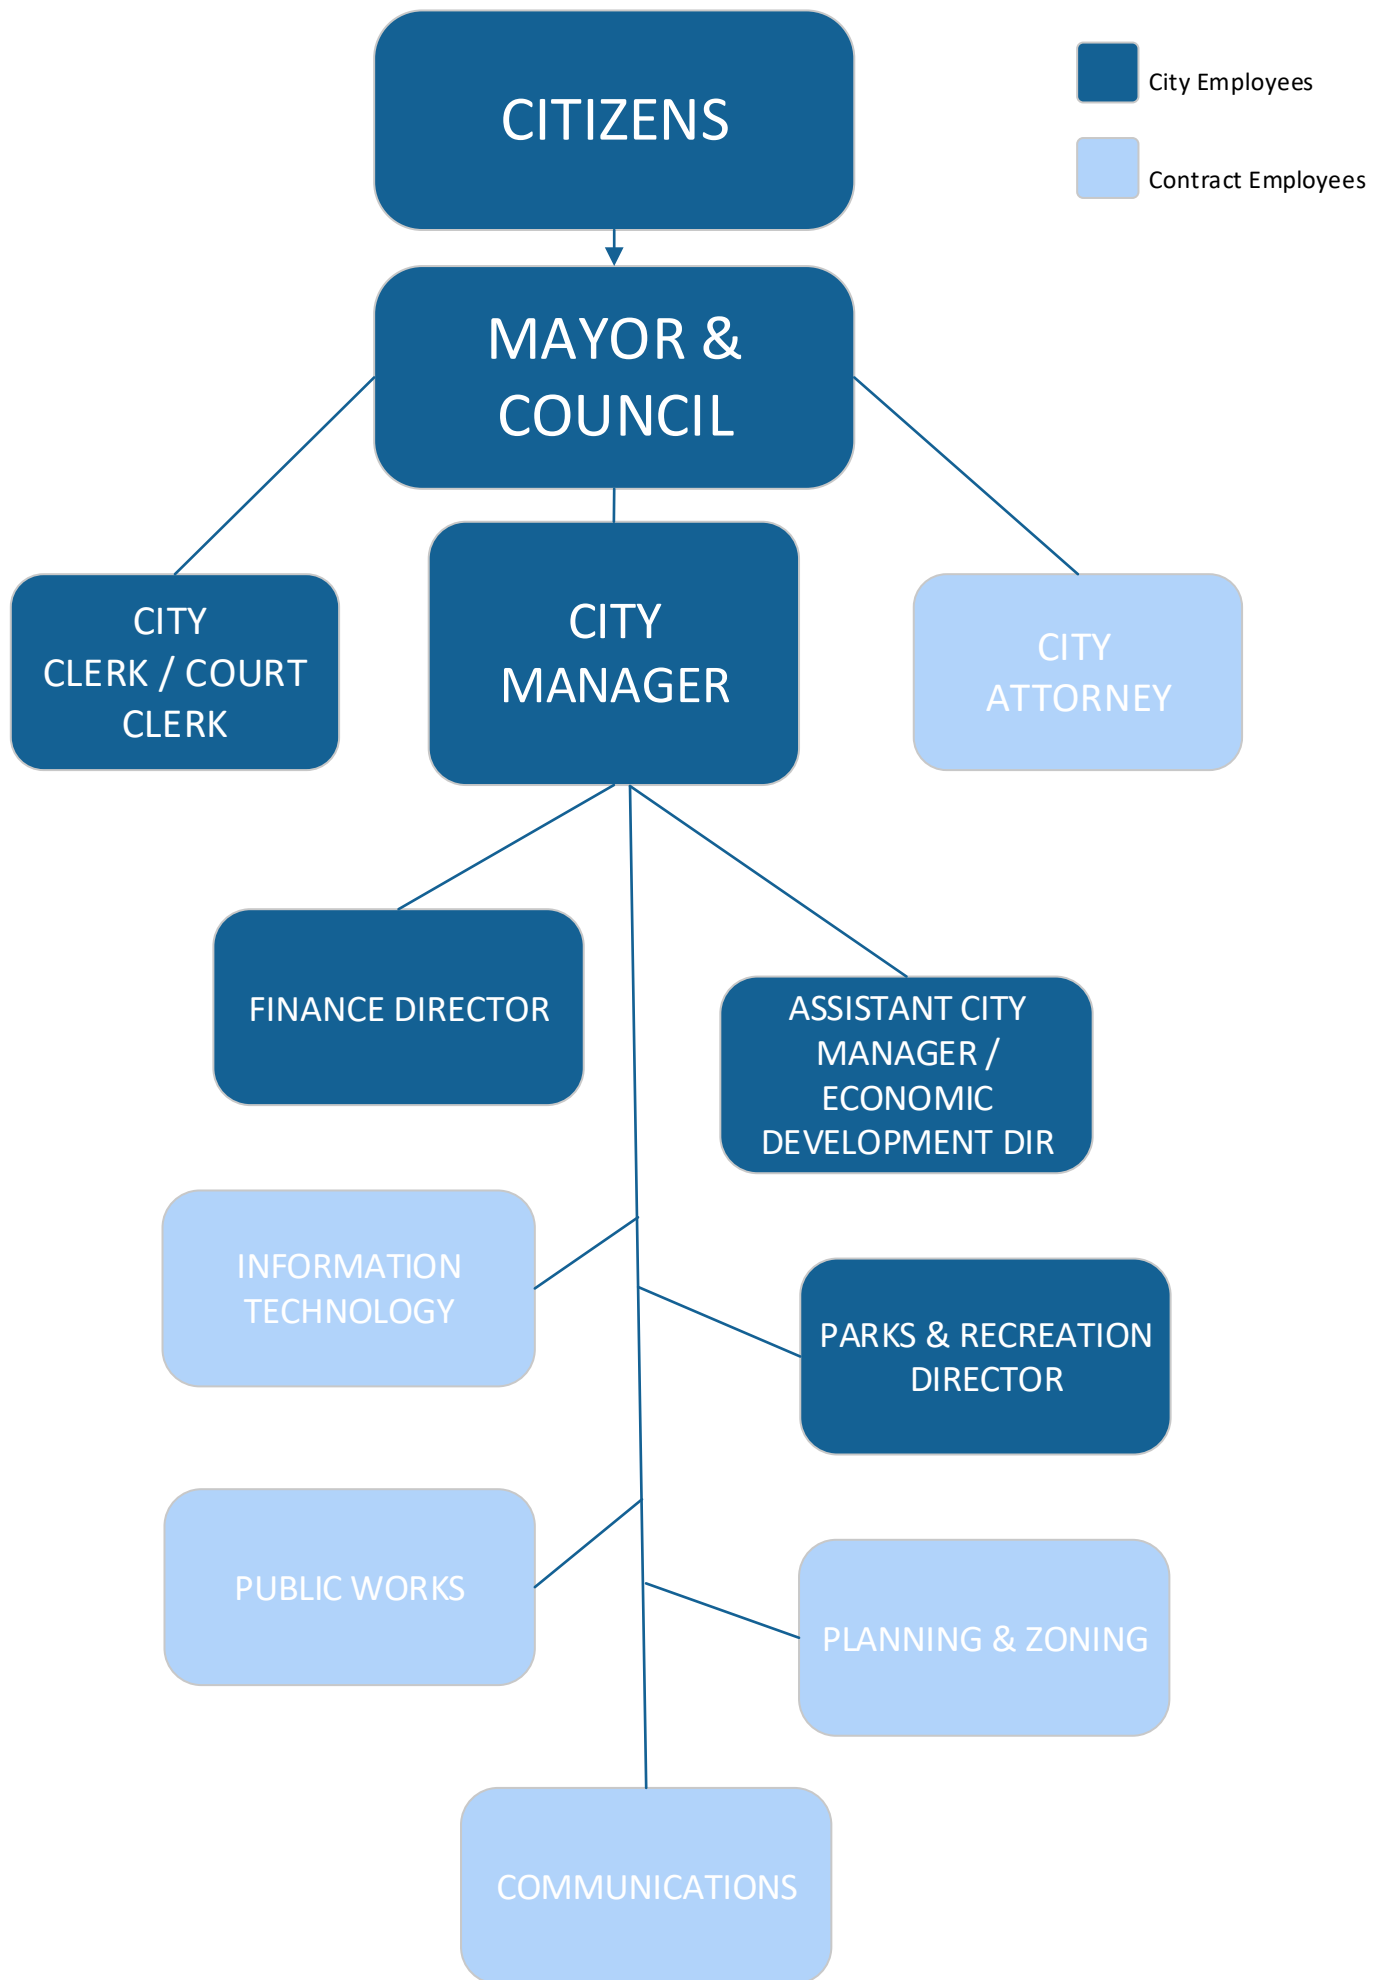 CITIZENS
City Employees
Contract Employees
MAYOR &
COUNCIL
CITY
CLERK / COURT
CLERK
CITY
MANAGER
CITY
ATTORNEY
FINANCE DIRECTOR
ASSISTANT CITY
MANAGER /
ECONOMIC
DEVELOPMENT DIR
INFORMATION
TECHNOLOGY
PARKS & RECREATION
DIRECTOR
PUBLIC WORKS
PLANNING & ZONING
COMMUNICATIONS